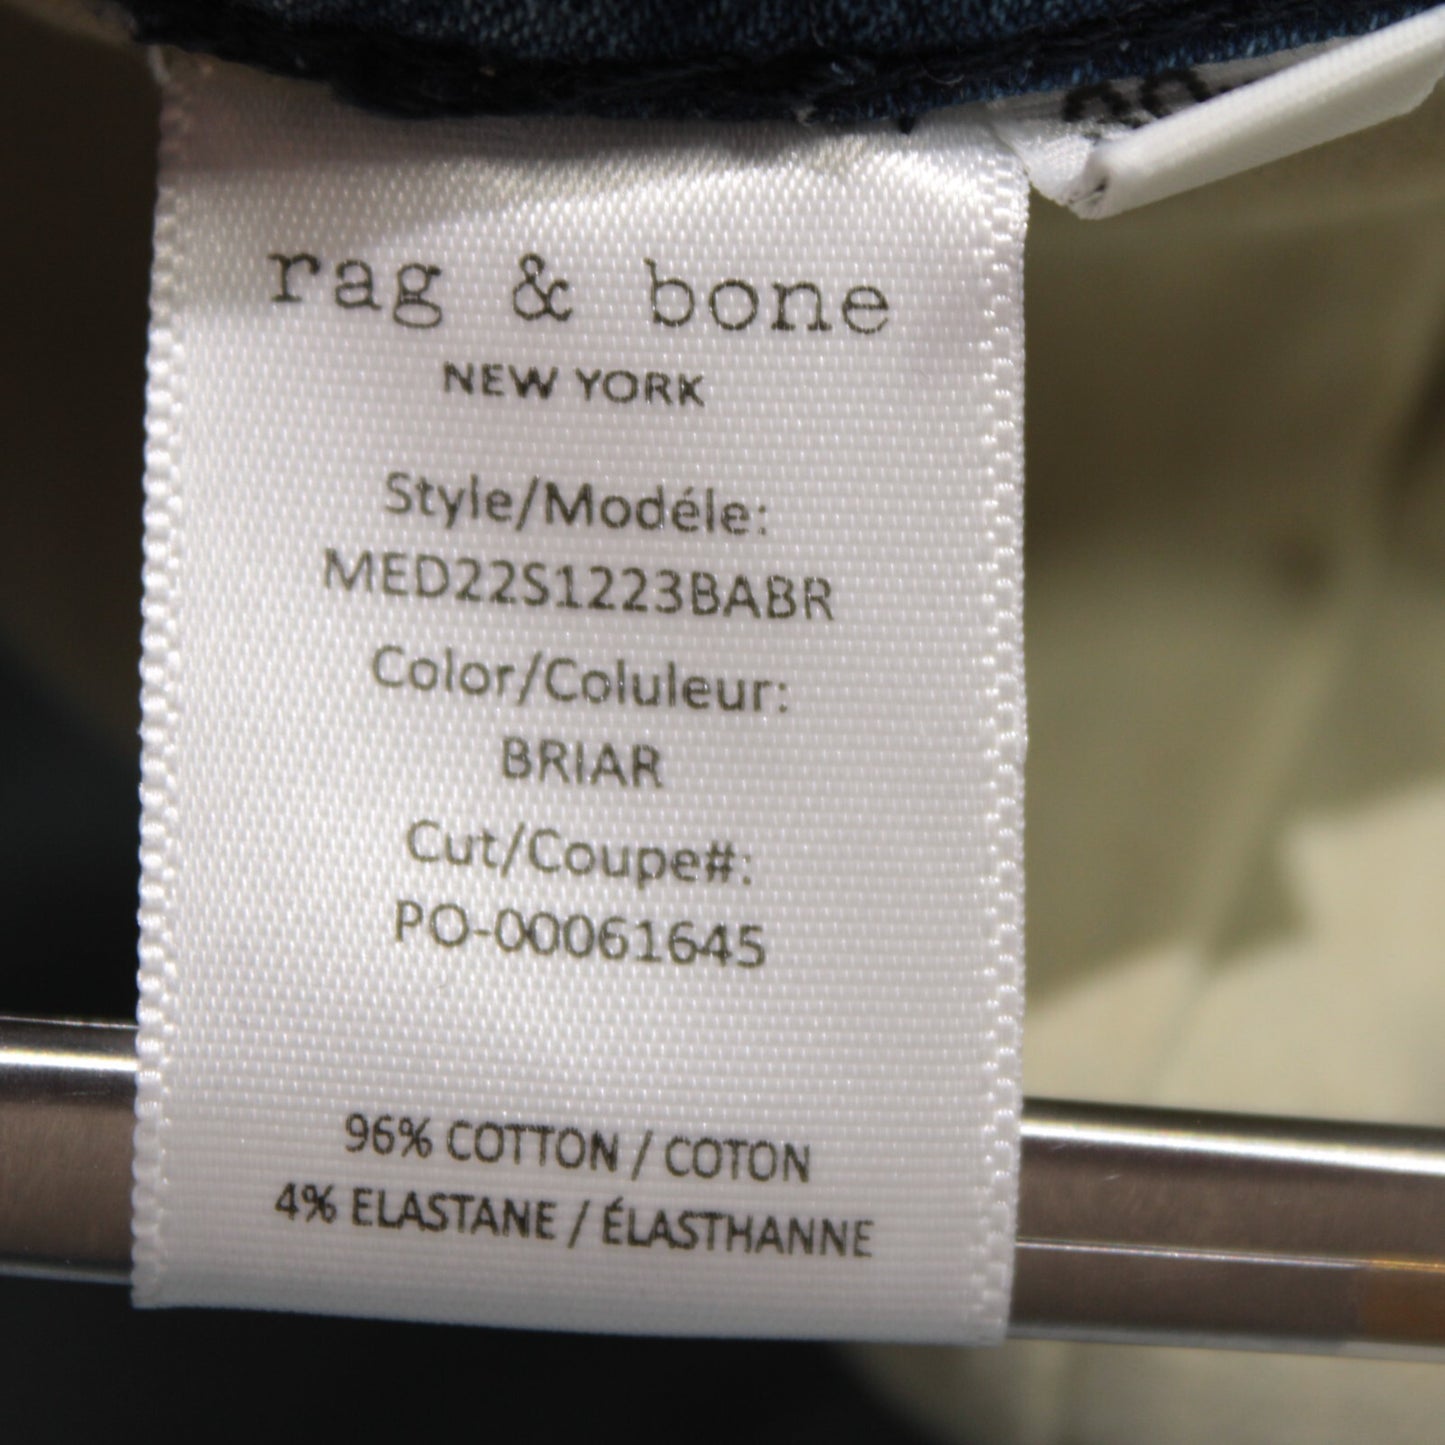 rag & bone
NEW YORK
Style/Modéle:
MED22S1223BABR
Color/Coluleur:
BRIAR
Cut/Coupe#:
PO-00061645
96% COTTON / COTON
4% ELASTANE / ÉLASTHANNE